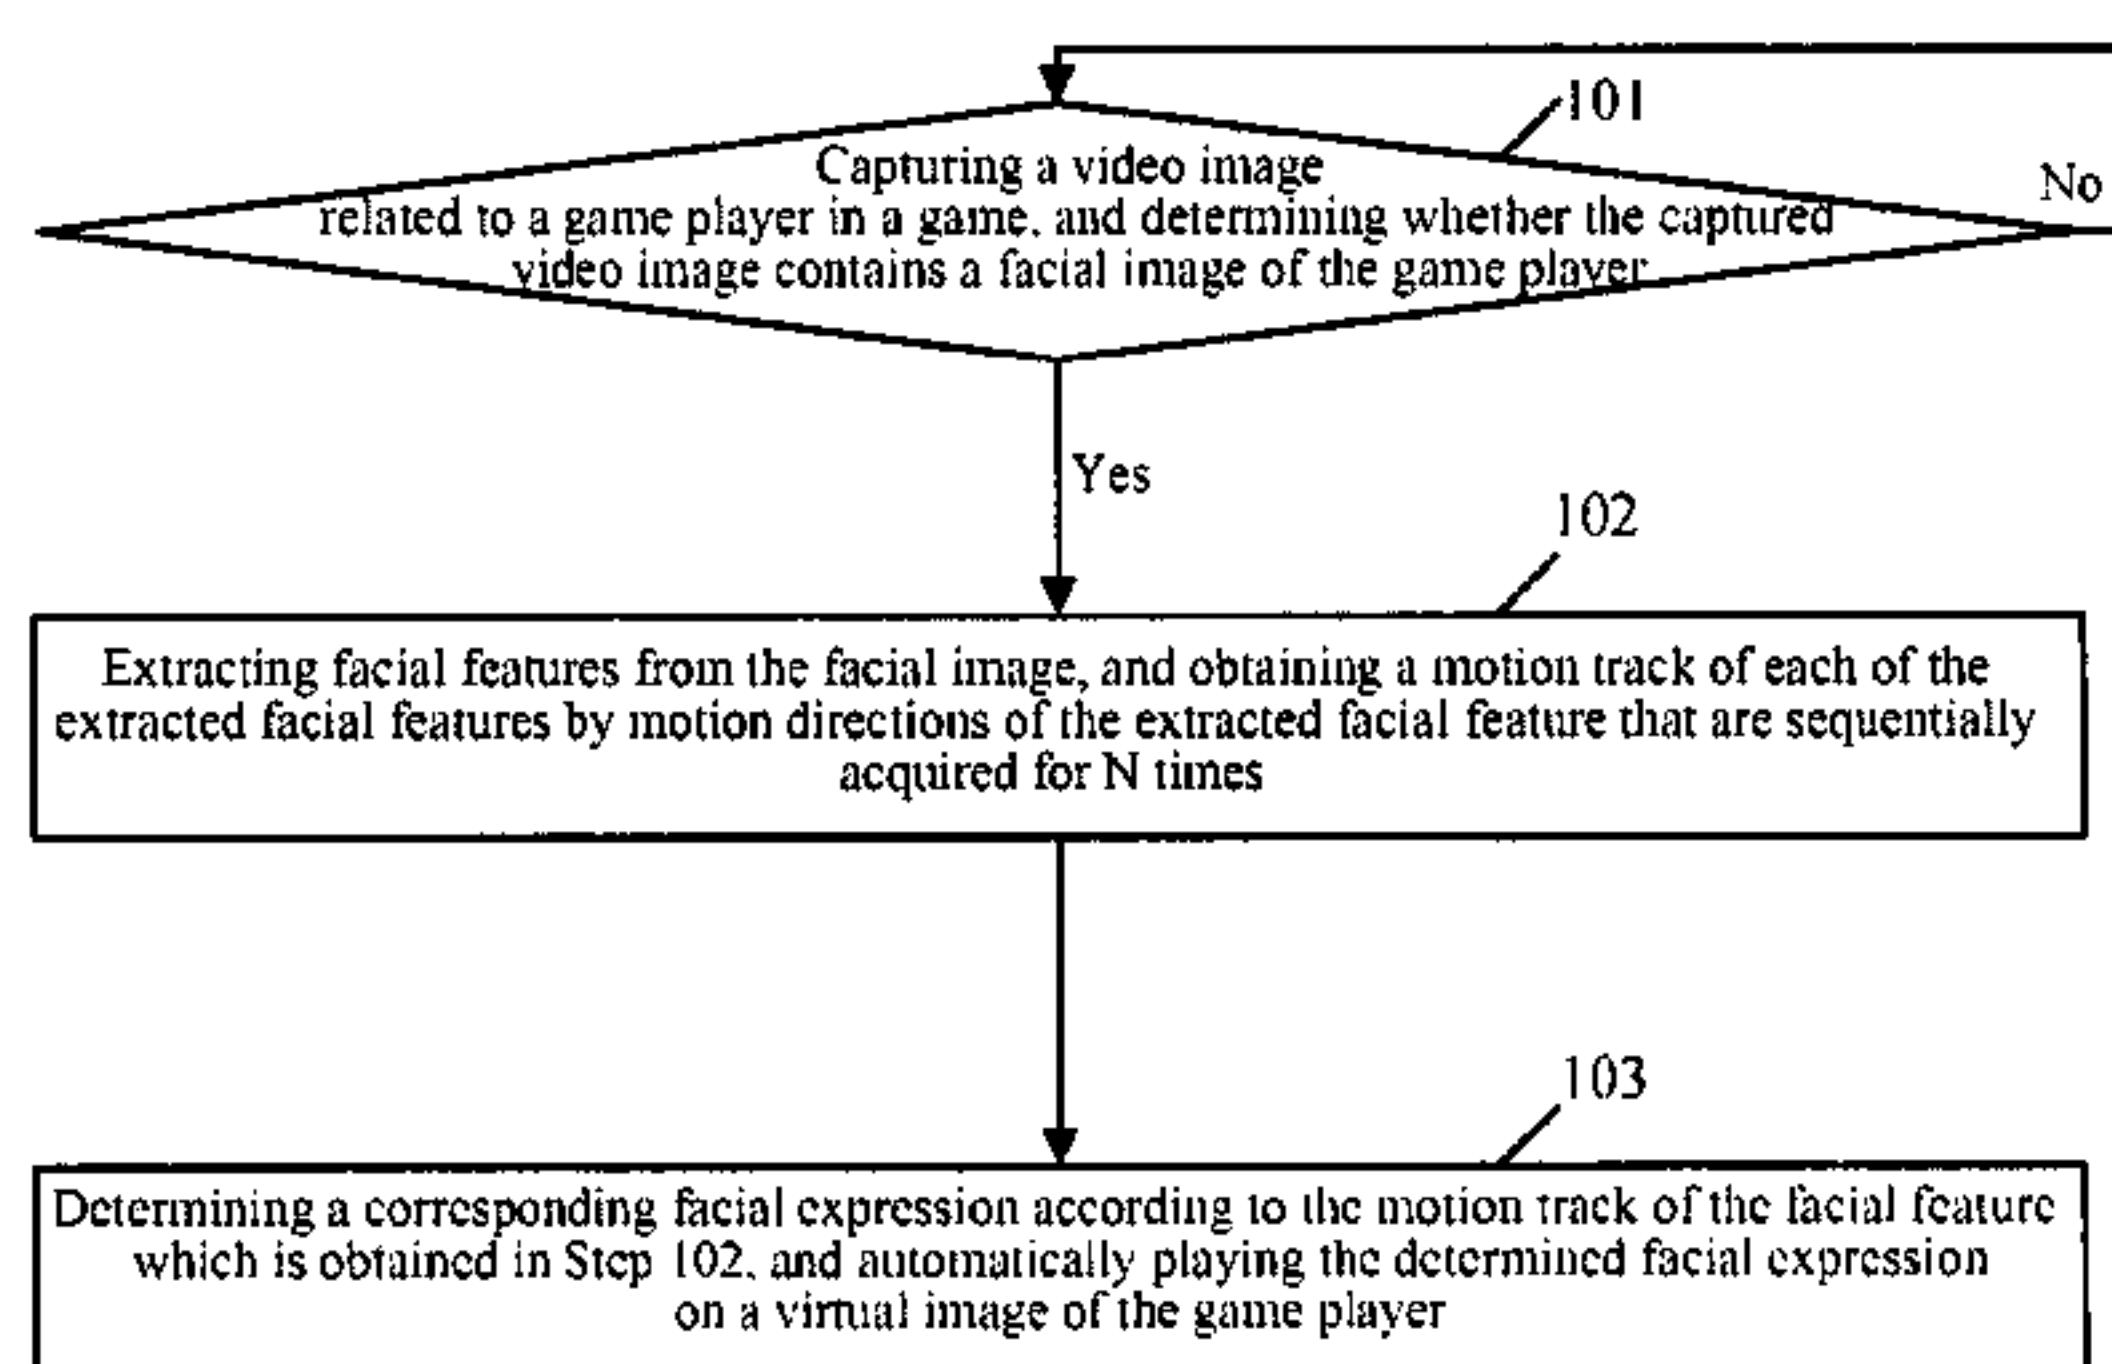 101
Capturing a video image
No
related to a game player in a game, and determining whether the captured
video image contains a facial image of the game player
Yes
102
Extracting facial features from the facial image, and obtaining a motion track of each of the
extracted facial features by motion directions of the extracted facial feature that are sequentially
acquired for N times
103
Determining a corresponding facial expression according to the motion track of the facial feature
which is obtained in Step 102, and automatically playing the determined facial expression
on a virtual image of the game player